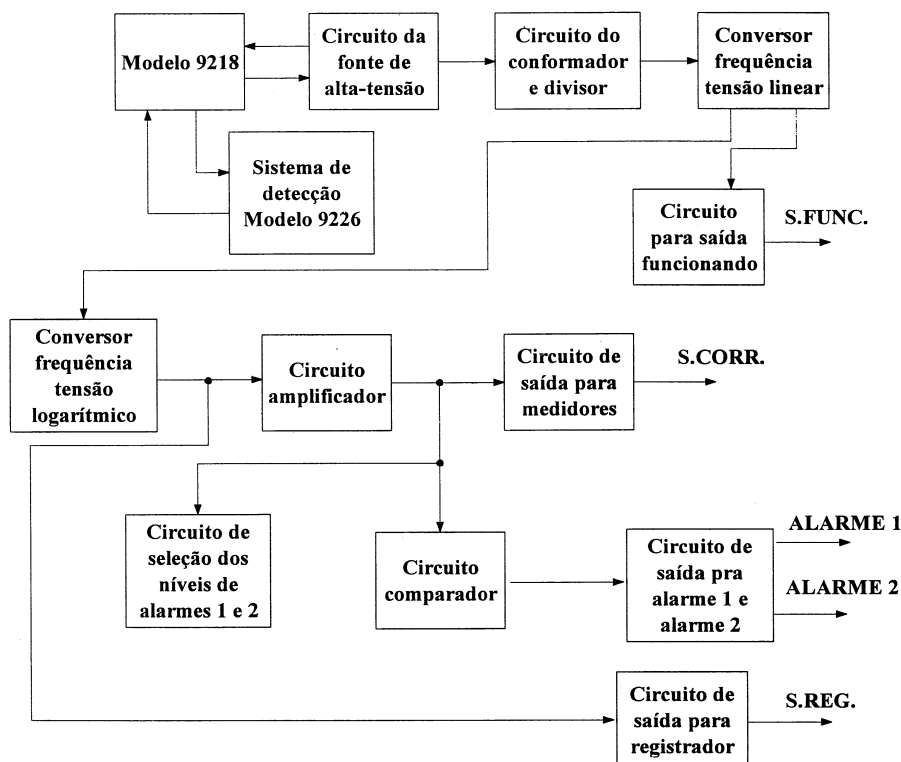 Modelo 9218
Circuito da
fonte de
alta-tensão
Circuito do
conformador
e divisor
Conversor
frequência
tensão linear
Sistema de
detecção
Modelo 9226
Circuito
para saída
funcionando
S.FUNC.
Conversor
frequência
tensão
logarítmico
Circuito
amplificador
Circuito de
saída para
medidores
S.CORR.
Circuito de
seleção dos
níveis de
alarmes 1 e 2
Circuito
comparador
Circuito de
saída pra
alarme 1 e
alarme 2
ALARME 1
ALARME 2
Circuito de
saída para
registrador
S.REG.